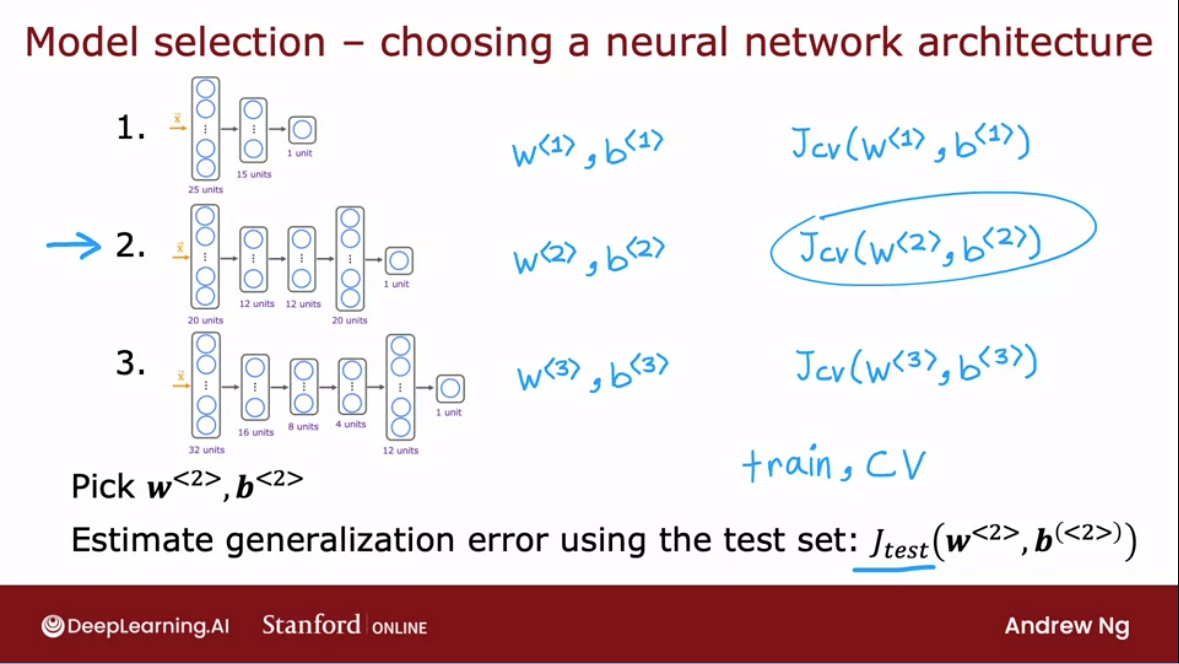 Model selection – choosing a neural network architecture
1.
x⃗
25 units
15 units
1 unit
w<1>, b<1>
Jcv(w<1>, b<1>)
2.
x⃗
20 units
12 units
12 units
20 units
1 unit
w<2>, b<2>
Jcv(w<2>, b<2>)
3.
x⃗
32 units
16 units
8 units
4 units
12 units
1 unit
w<3>, b<3>
Jcv(w<3>, b<3>)
train, CV
Pick w<2>, b<2>
Estimate generalization error using the test set: Jtest(w<2>, b(<2>))
DeepLearning.AI
Stanford | ONLINE
Andrew Ng